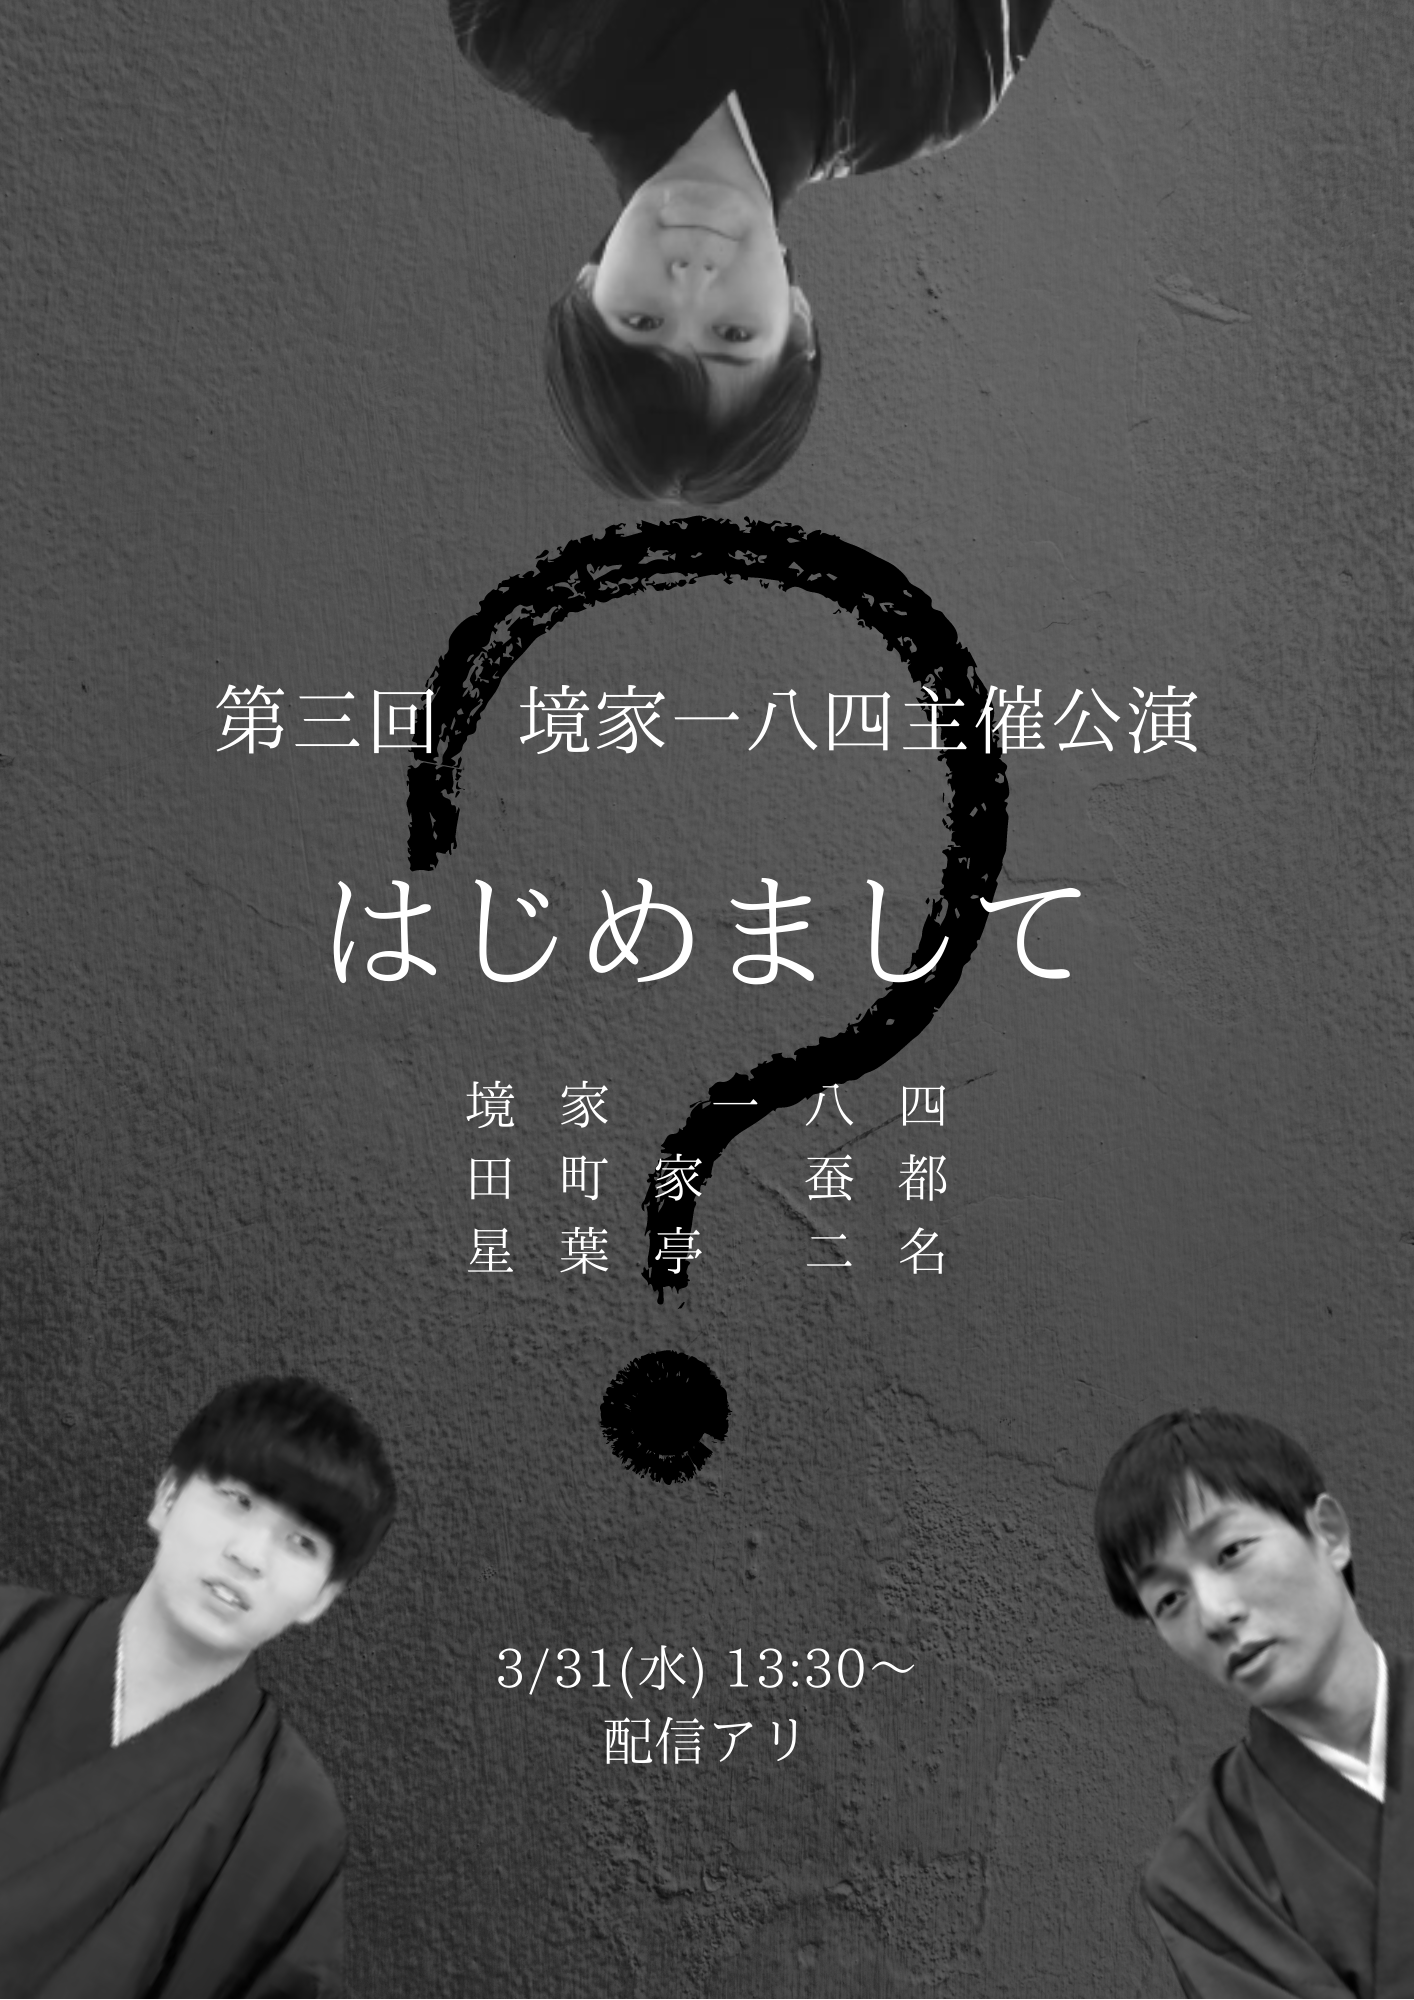 第三回　境家一八四主催公演
はじめまして
境家　一八四
田町家　蚕都
星葉亭　二名
3/31(水) 13:30～
配信アリ